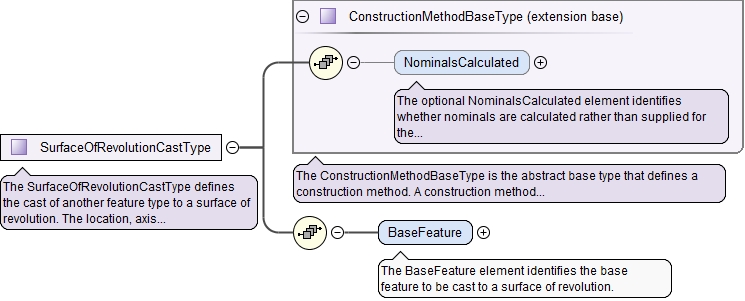 ConstructionMethodBaseType (extension base)
NominalsCalculated
The optional NominalsCalculated element identifies
whether nominals are calculated rather than supplied for
the...
SurfaceOfRevolutionCastType
The SurfaceOfRevolutionCastType defines
the cast of another feature type to a surface of
revolution. The location, axis...
The ConstructionMethodBaseType is the abstract base type that defines a
construction method. A construction method...
BaseFeature
The BaseFeature element identifies the base
feature to be cast to a surface of revolution.